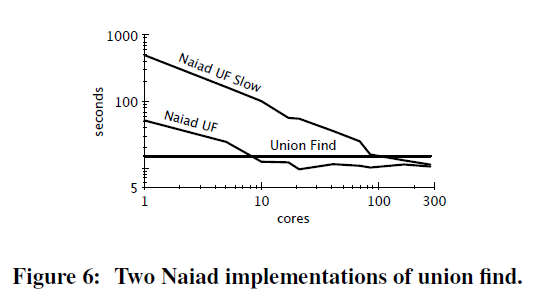 1000
Naiad UF Slow
100
Naiad UF
Union Find
seconds
5
1 10 100 300
cores
Figure 6: Two Naiad implementations of union find.